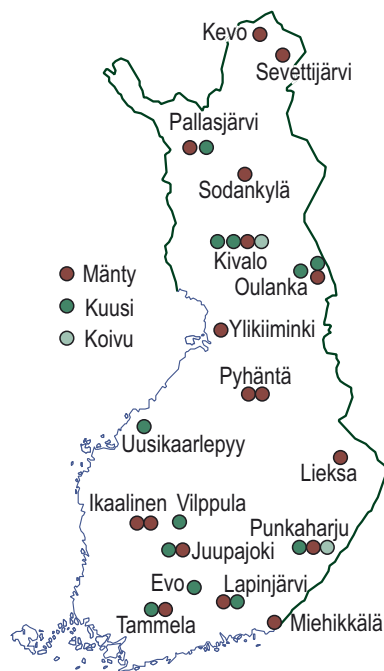 Kevo
Sevettijärvi
Pallasjärvi
Sodankylä
Kivalo
Oulanka
Mänty
Kuusi
Koivu
Ylikiiminki
Pyhäntä
Uusikaarlepyy
Lieksa
Ikaalinen
Vilppula
Punkaharju
Juupajoki
Evo
Lapinjärvi
Tammela
Miehikkälä